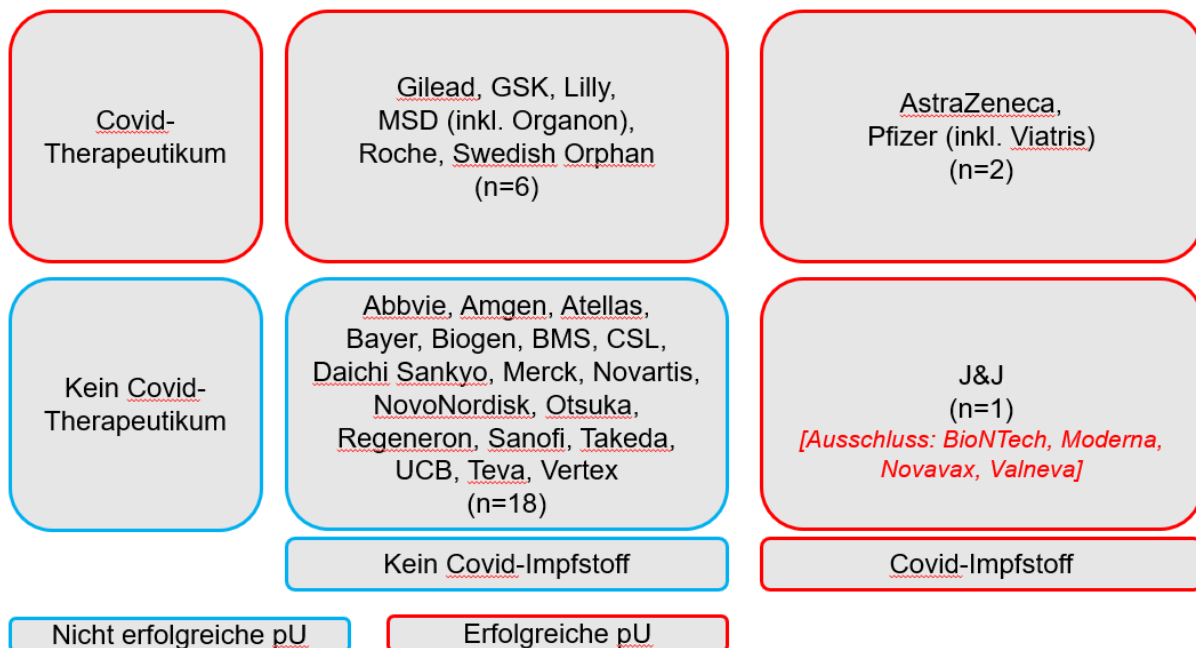 Covid-
Therapeutikum
Gilead, GSK, Lilly,
MSD (inkl. Organon),
Roche, Swedish Orphan
(n=6)
AstraZeneca,
Pfizer (inkl. Viatris)
(n=2)
Kein Covid-
Therapeutikum
Abbvie, Amgen, Atellas,
Bayer, Biogen, BMS, CSL,
Daichi Sankyo, Merck, Novartis,
NovoNordisk, Otsuka,
Regeneron, Sanofi, Takeda,
UCB, Teva, Vertex
(n=18)
J&J
(n=1)
[Ausschluss: BioNTech, Moderna,
Novavax, Valneva]
Kein Covid-Impfstoff
Covid-Impfstoff
Nicht erfolgreiche pU
Erfolgreiche pU